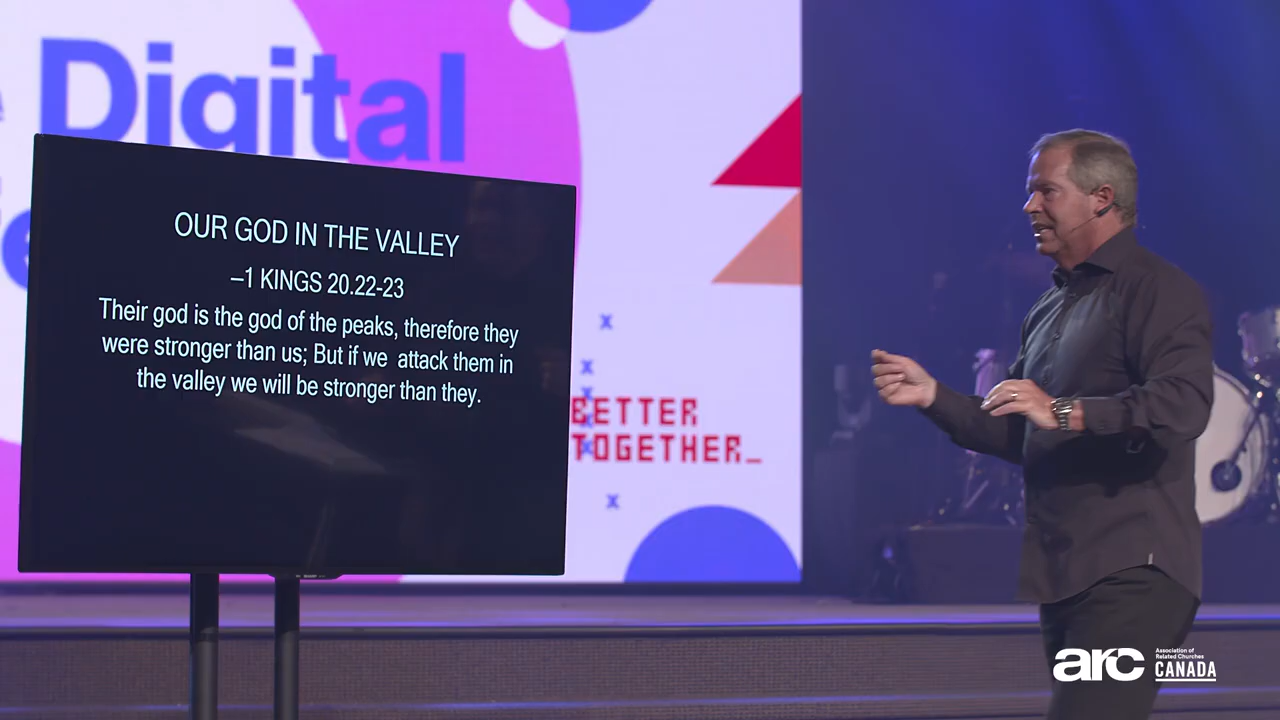 Digital
OUR GOD IN THE VALLEY
–1 KINGS 20.22-23
Their god is the god of the peaks, therefore they
were stronger than us; But if we attack them in
the valley we will be stronger than they.
BETTER
TOGETHER_
arc
Association of
Related Churches
CANADA